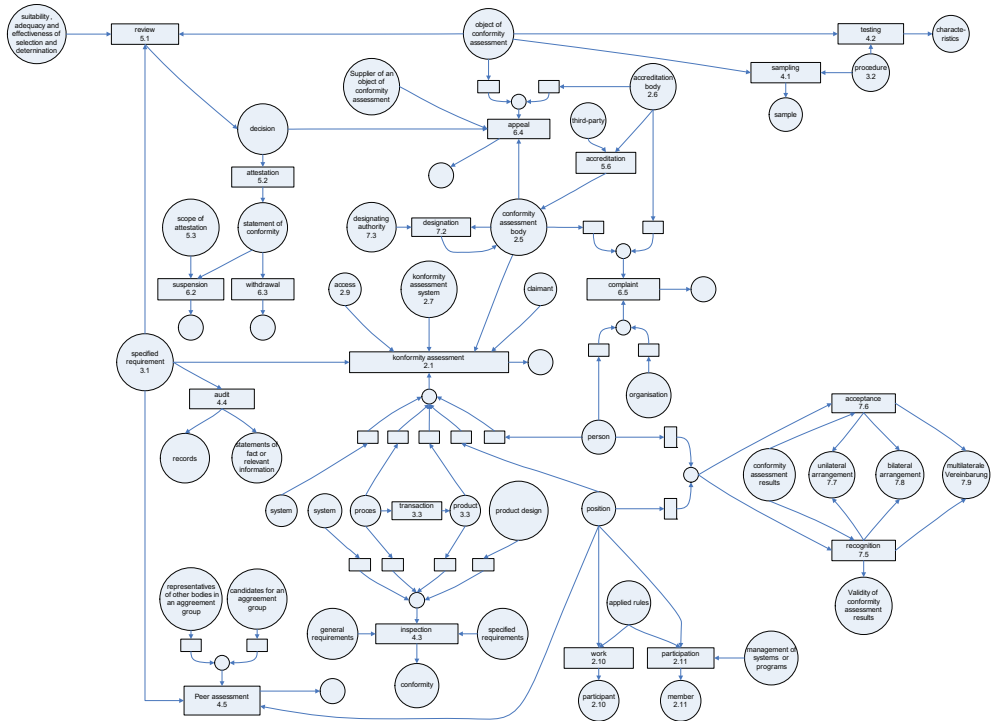 suitability,
adequacy and
effectiveness of
selection and
deternination
review
5.1
object of
conformity
assessment
testing
4.2
characte-
ristics
sampling
4.1
procedure
3.2
sample
Supplier of an
object of
conformity
assessment
accreditation
body
2.6
decision
appeal
6.4
third-party
accreditation
5.6
attestation
5.2
scope of
attestation
5.3
statement of
conformity
designating
authority
7.3
designation
7.2
conformity
assessment
body
2.5
suspension
6.2
withdrawal
6.3
access
2.9
konformity
assessment
system
2.7
claimant
complaint
6.5
specified
requirement
3.1
konformity assessment
2.1
audit
4.4
organisation
acceptance
7.6
records
statements of
fact or
relevant
information
person
conformity
assessment
results
unilateral
arrangement
7.7
bilateral
arrangement
7.8
multilaterale
Vereinbarung
7.9
system
system
proces
transaction
3.3
product
3.3
product design
position
recognition
7.5
representatives
of other bodies in
an aggreement
group
candidates for an
aggreement
group
Validity of
conformity
assessment
results
applied rules
general
requirements
inspection
4.3
specified
requirements
work
2.10
participation
2.11
management of
systems or
programs
conformity
Peer assessment
4.5
participant
2.10
member
2.11